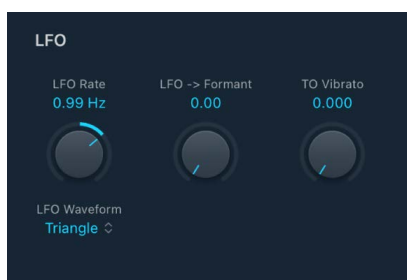 LFO
LFO Rate
0.99 Hz
LFO -> Formant
0.00
TO Vibrato
0.000
LFO Waveform
Triangle